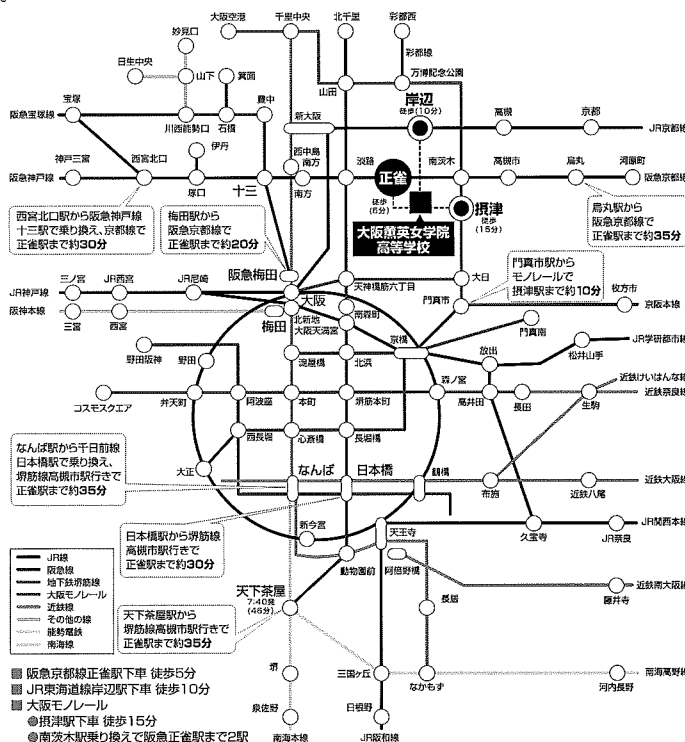 妙見口
大阪空港
千里中央
北千里
彩都西
日生中央
山下
箕面
彩都線
山田
万博記念公園
宝塚
豊中
岸辺
徒歩(10分)
高槻
京都
阪急宝塚線
川西能勢口
石橋
新大阪
JR京都線
伊丹
西中島
南方
神戸三宮
西宮北口
淡路
正雀
南茨木
高槻市
烏丸
河原町
阪急神戸線
塚口
十三
南方
阪急京都線
徒歩
(5分)
摂津
徒歩
(15分)
西宮北口駅から阪急神戸線
十三駅で乗り換え、京都線で
正雀駅まで約30分
梅田駅から
阪急京都線で
正雀駅まで約20分
大阪薫英女学院
高等学校
烏丸駅から
阪急京都線で
正雀駅まで約35分
門真市駅から
モノレールで
摂津駅まで約10分
阪急梅田
三ノ宮
JR西宮
JR尼崎
天神橋筋六丁目
大日
JR神戸線
大阪
門真市
枚方市
京阪本線
阪神本線
三宮
西宮
梅田
北新地
大阪天満宮
南森町
京橋
門真南
JR学研都市線
野田阪神
野田
淀屋橋
北浜
放出
松井山手
近鉄けいはんな線
近鉄奈良線
コスモスクエア
弁天町
阿波座
本町
堺筋本町
森ノ宮
高井田
長田
生駒
西長堀
心斎橋
長堀橋
なんば駅から千日前線
日本橋駅で乗り換え、
堺筋線高槻市駅行きで
正雀駅まで約35分
大正
なんば
日本橋
鶴橋
布施
近鉄八尾
近鉄大阪線
日本橋駅から堺筋線
高槻市駅行きで
正雀駅まで約30分
新今宮
天王寺
久宝寺
JR奈良
JR関西本線
動物園前
阿倍野橋
JR線
阪急線
地下鉄堺筋線
大阪モノレール
近鉄線
その他の線
能勢電鉄
南海線
天下茶屋
7:40発
(46分)
天下茶屋駅から
堺筋線高槻市駅行きで
正雀駅まで約35分
長居
藤井寺
近鉄南大阪線
堺
三国ヶ丘
なかもず
河内長野
南海高野線
泉佐野
日根野
南海本線
JR阪和線
阪急京都線正雀駅下車 徒歩5分
JR東海道線岸辺駅下車 徒歩10分
大阪モノレール
●摂津駅下車 徒歩15分
●南茨木駅乗り換えで阪急正雀駅まで2駅